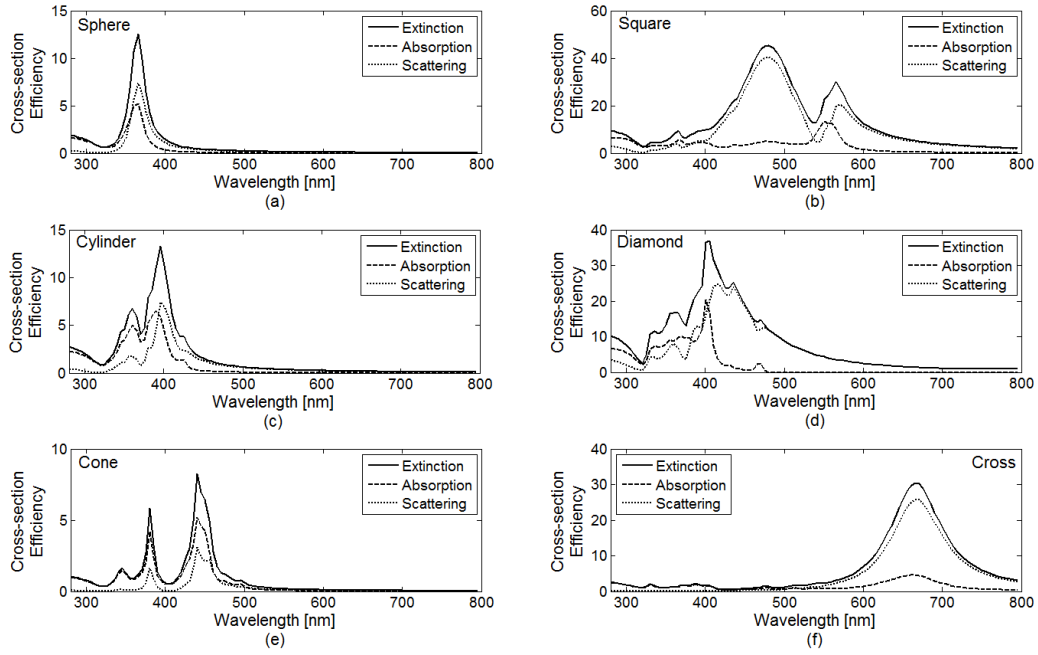 Sphere
Extinction
Absorption
Scattering
Cross-section
Efficiency
15
10
5
0
300
400
500
600
700
800
Wavelength [nm]
(a)
Square
Extinction
Absorption
Scattering
Cross-section
Efficiency
60
40
20
0
300
400
500
600
700
800
Wavelength [nm]
(b)
Cylinder
Extinction
Absorption
Scattering
Cross-section
Efficiency
15
10
5
0
300
400
500
600
700
800
Wavelength [nm]
(c)
Diamond
Extinction
Absorption
Scattering
Cross-section
Efficiency
40
30
20
10
0
300
400
500
600
700
800
Wavelength [nm]
(d)
Cone
Extinction
Absorption
Scattering
Cross-section
Efficiency
10
5
0
300
400
500
600
700
800
Wavelength [nm]
(e)
Cross
Extinction
Absorption
Scattering
Cross-section
Efficiency
40
30
20
10
0
300
400
500
600
700
800
Wavelength [nm]
(f)